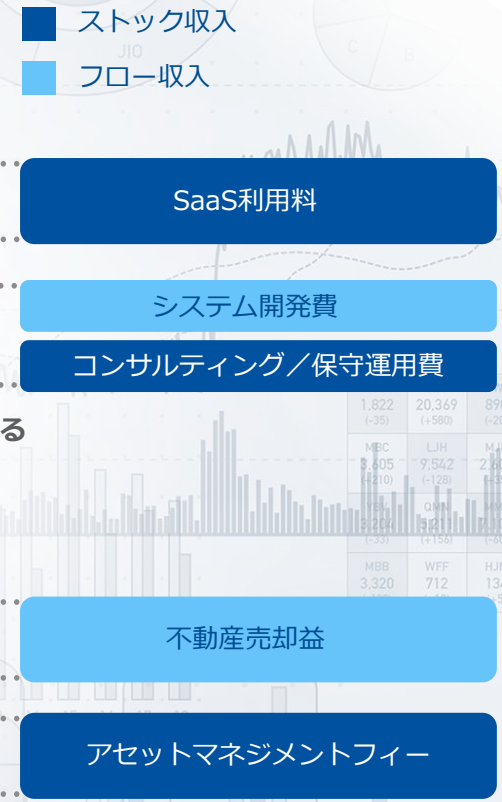 ストック収入
フロー収入
SaaS利用料
システム開発費
コンサルティング／保守運用費
る
不動産売却益
アセットマネジメントフィー